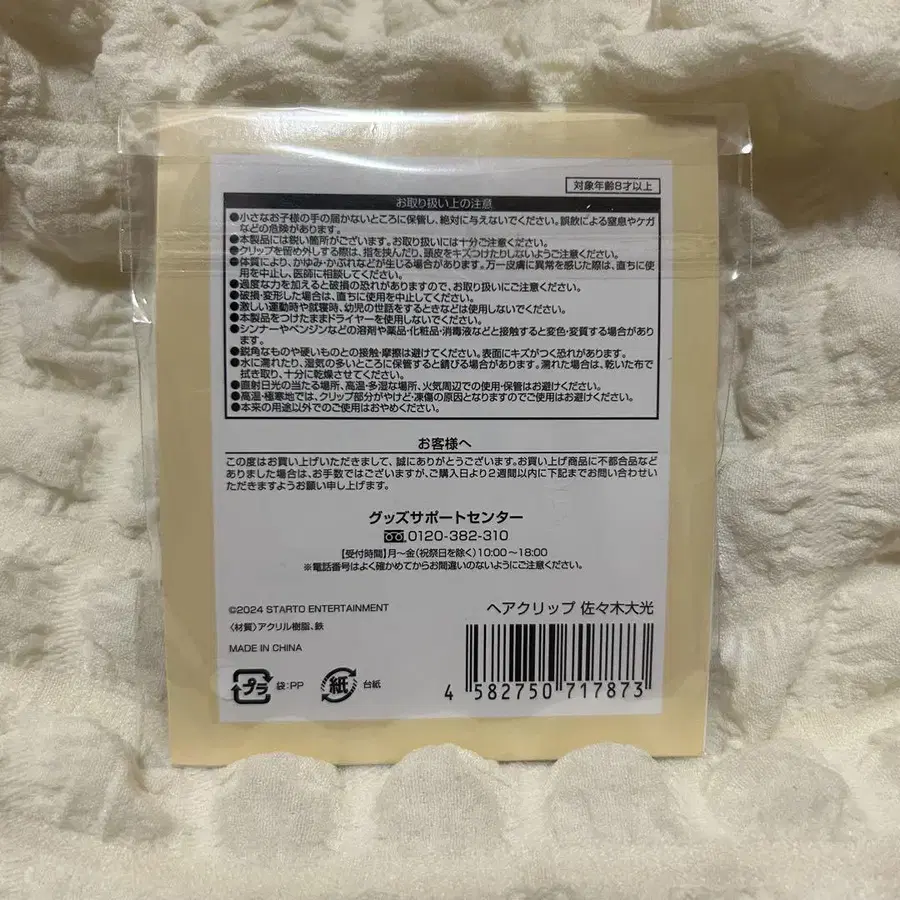 対象年齢8才以上
お取り扱い上の注意
●小さなお子様の手の届かないところに保管し、絶対に与えないでください。誤飲による窒息やケガ
などの危険があります。
●本製品には鋭い箇所がございます。お取り扱いには十分ご注意ください。
●クリップを留め外しする際は、指を挟んだり、頭皮をキズつけたりしないようご注意ください。
●体質により、かゆみ・かぶれなどが生じる場合があります。万一皮膚に異常を感じた際は、直ちに使
用を中止し、医師に相談してください。
●過度な力を加えると破損の恐れがありますので、お取り扱いにご注意ください。
●破損・変形した場合は、直ちに使用を中止してください。
●激しい運動時や就寝時、幼児の世話をするときなどは使用しないでください。
●本製品をつけたままドライヤーを使用しないでください。
●シンナーやベンジンなどの溶剤や薬品・化粧品・消毒液などと接触すると変色・変質する場合があり
ます。
●鋭角なものや硬いものとの接触・摩擦は避けてください。表面にキズがつく恐れがあります。
●水に濡れたり、湿気の多いところに保管すると錆びる場合があります。濡れた場合は、乾いた布で
拭き取り、十分に乾燥させてください。
●直射日光の当たる場所、高温・多湿な場所、火気周辺での使用・保管はお避けください。
●高温・極寒地では、クリップ部分がやけど・凍傷の原因となりますのでご使用はお避けください。
●本来の用途以外でのご使用はおやめください。
お客様へ
この度はお買い上げいただきまして、誠にありがとうございます。お買い上げ商品に不都合品など
ありました場合は、お手数ではございますが、ご購入日より2週間以内に下記までお問い合わせい
ただきますようお願い申し上げます。
グッズサポートセンター
0120-382-310
【受付時間】月〜金(祝祭日を除く)10:00〜18:00
※電話番号はよく確かめてからお間違いのないようにご注意ください。
©2024 STARTO ENTERTAINMENT
〈材質〉アクリル樹脂、鉄
MADE IN CHINA
ヘアクリップ 佐々木大光
プラ 袋:PP 紙 台紙
4 582750 717873